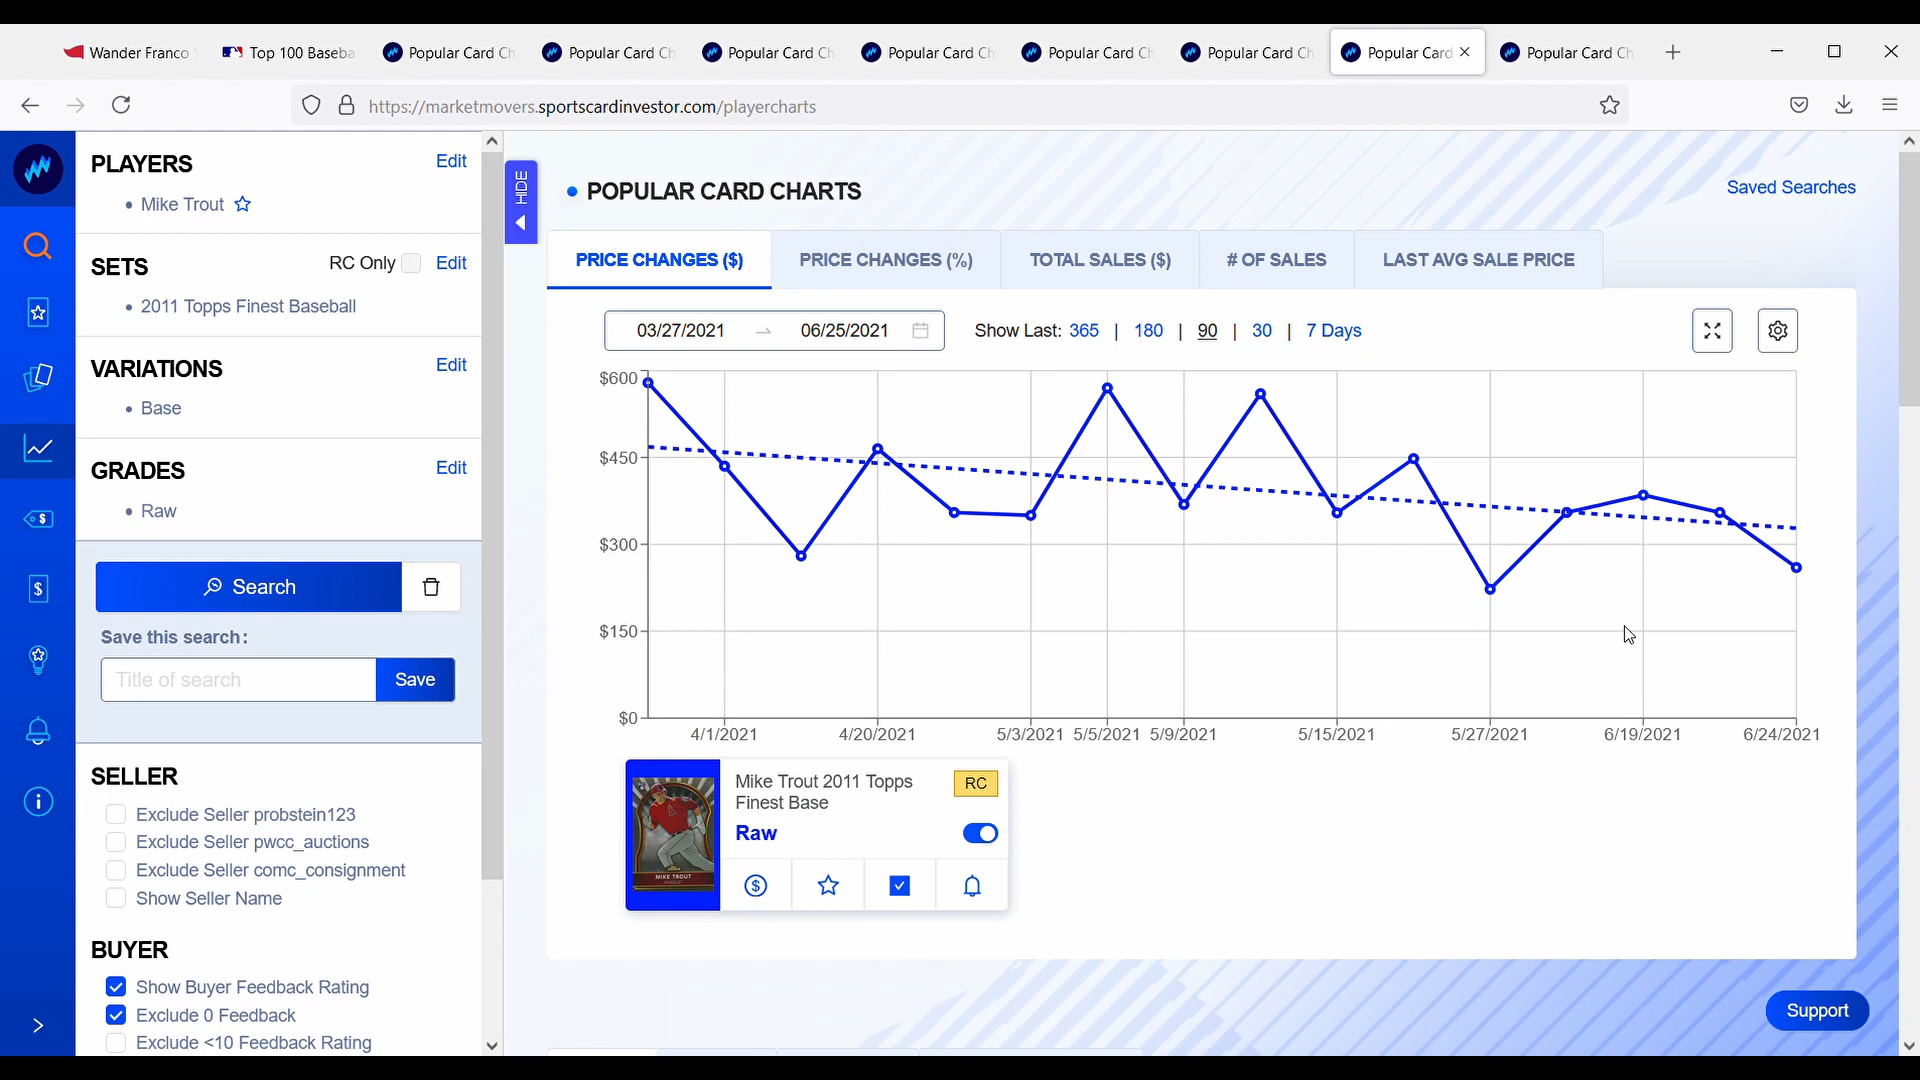 Wander Franco
Top 100 Baseba
Popular Card Ch
Popular Card Ch
Popular Card Ch
Popular Card Ch
Popular Card Ch
Popular Card Ch
Popular Card
Popular Card Ch
https://marketmovers.sportscardinvestor.com/playercharts
PLAYERS
Edit
Mike Trout
SETS
RC Only
Edit
2011 Topps Finest Baseball
VARIATIONS
Edit
Base
GRADES
Edit
Raw
Search
Save this search:
Title of search
Save
SELLER
Exclude Seller probstein123
Exclude Seller pwcc_auctions
Exclude Seller comc_consignment
Show Seller Name
BUYER
Show Buyer Feedback Rating
Exclude 0 Feedback
Exclude <10 Feedback Rating
HIDE
POPULAR CARD CHARTS
Saved Searches
PRICE CHANGES ($)
PRICE CHANGES (%)
TOTAL SALES ($)
# OF SALES
LAST AVG SALE PRICE
03/27/2021 → 06/25/2021
Show Last: 365 | 180 | 90 | 30 | 7 Days
$600
$450
$300
$150
$0
4/1/2021 4/20/2021 5/3/2021 5/5/2021 5/9/2021 5/15/2021 5/27/2021 6/19/2021 6/24/2021
Mike Trout 2011 Topps
Finest Base
RC
Raw
MIKE TROUT
Support